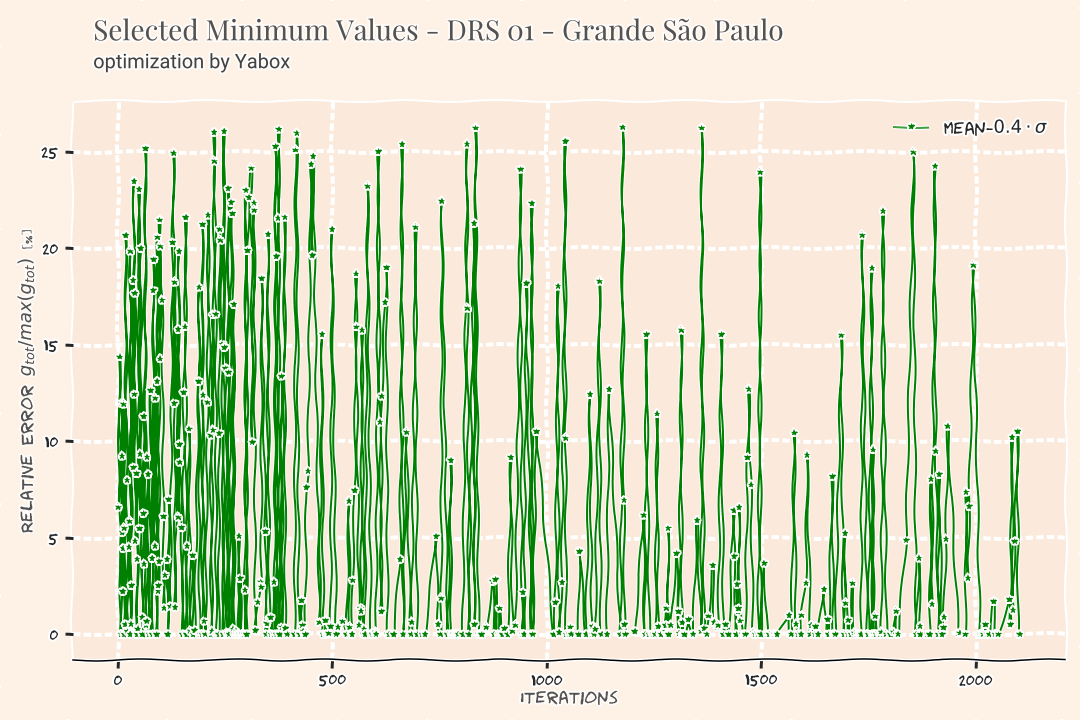 Selected Minimum Values - DRS 01 - Grande São Paulo
optimization by Yabox
MEAN-0.4 · σ
25
20
15
10
5
0
RELATIVE ERROR g_tot/max(g_tot) [%]
0 500 1000 1500 2000
ITERATIONS